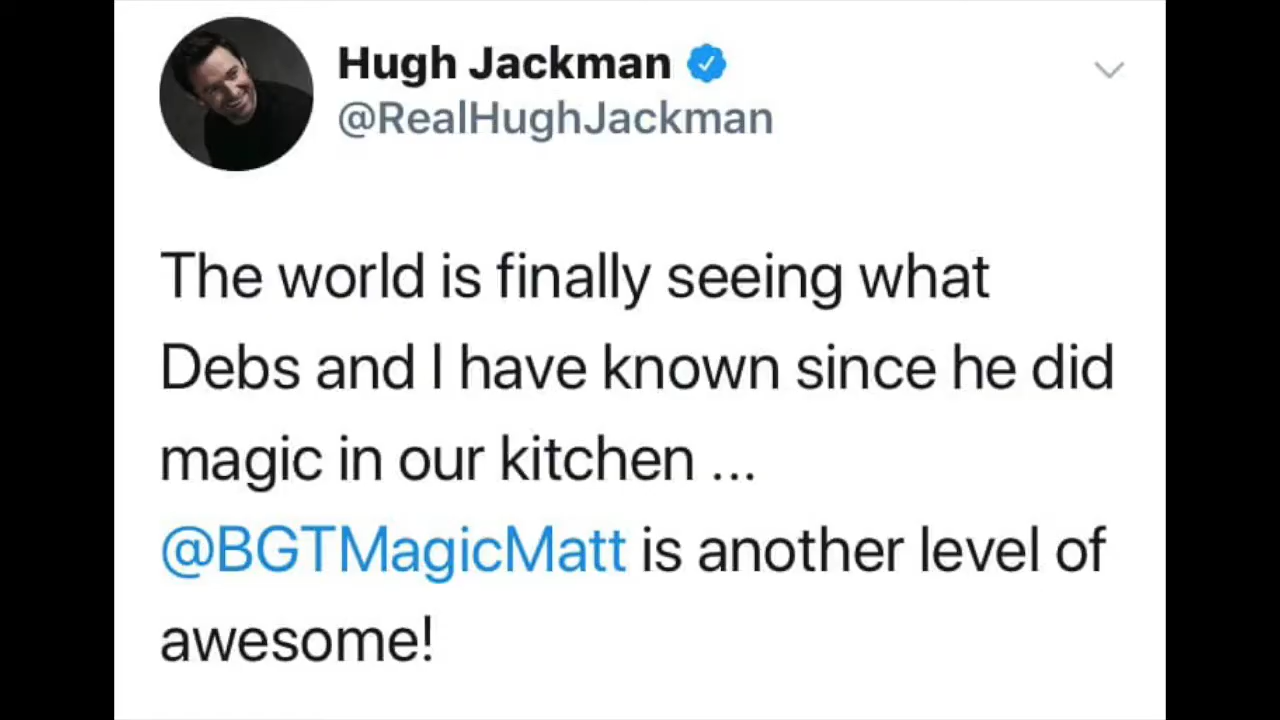 Hugh Jackman
@RealHughJackman
The world is finally seeing what
Debs and I have known since he did
magic in our kitchen ...
@BGTMagicMatt is another level of
awesome!